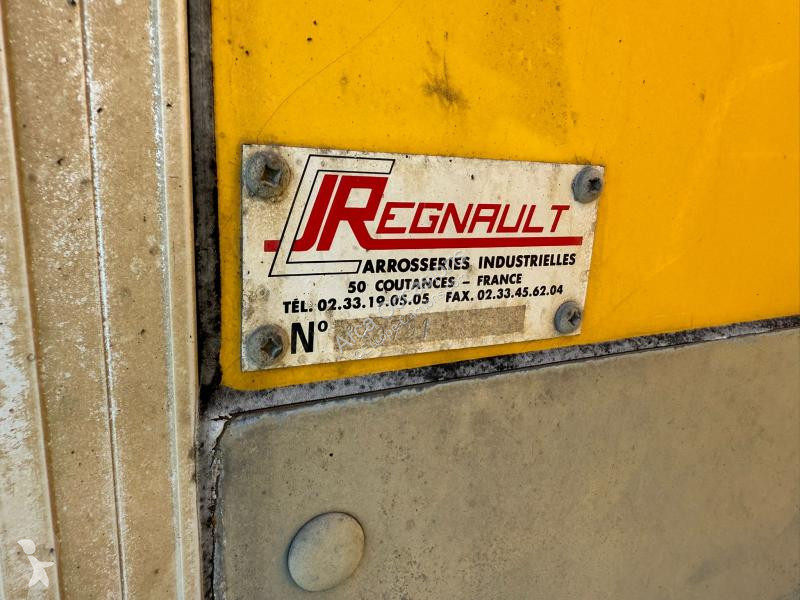 JREGNAULT
CARROSSERIES INDUSTRIELLES
50 COUTANCES - FRANCE
TÉL. 02.33.19.05.05 FAX. 02.33.45.62.04
N°